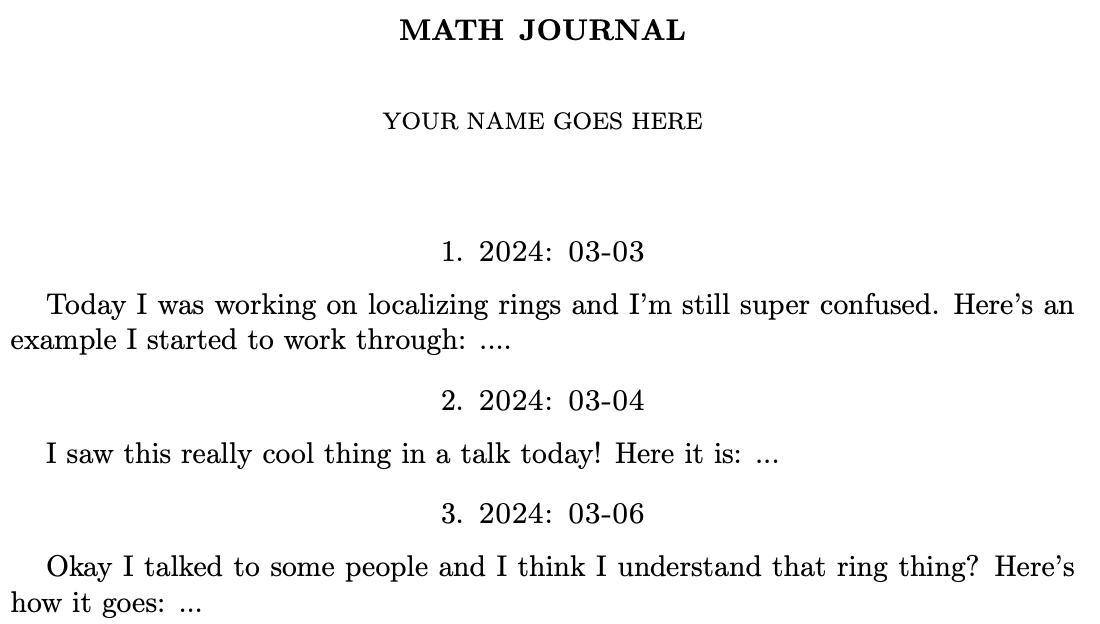 MATH JOURNAL
YOUR NAME GOES HERE
1. 2024: 03-03
Today I was working on localizing rings and I'm still super confused. Here's an
example I started to work through: ....
2. 2024: 03-04
I saw this really cool thing in a talk today! Here it is: ...
3. 2024: 03-06
Okay I talked to some people and I think I understand that ring thing? Here's
how it goes: ...